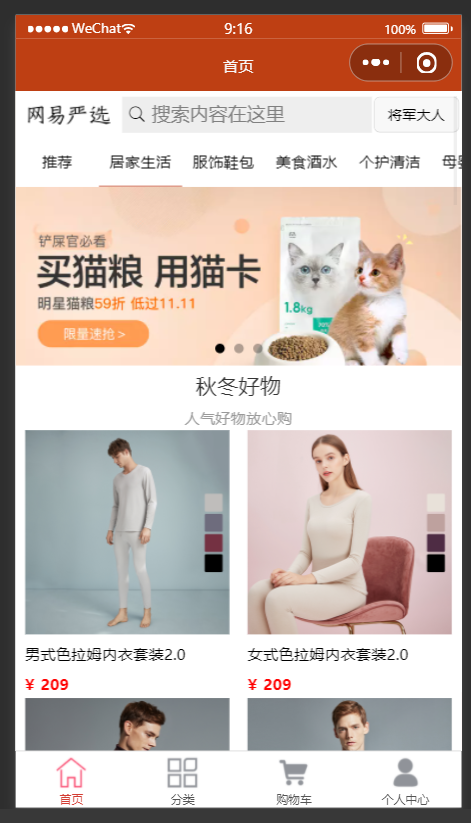 WeChat 9:16 100%
首页
网易严选 搜索内容在这里 将军大人
推荐 居家生活 服饰鞋包 美食酒水 个护清洁 母婴
铲屎官必看
买猫粮 用猫卡
明星猫粮59折 低过11.11
限量速抢 >
1.8kg
秋冬好物
人气好物放心购
男式色拉姆内衣套装2.0 女式色拉姆内衣套装2.0
¥ 209 ¥ 209
首页 分类 购物车 个人中心